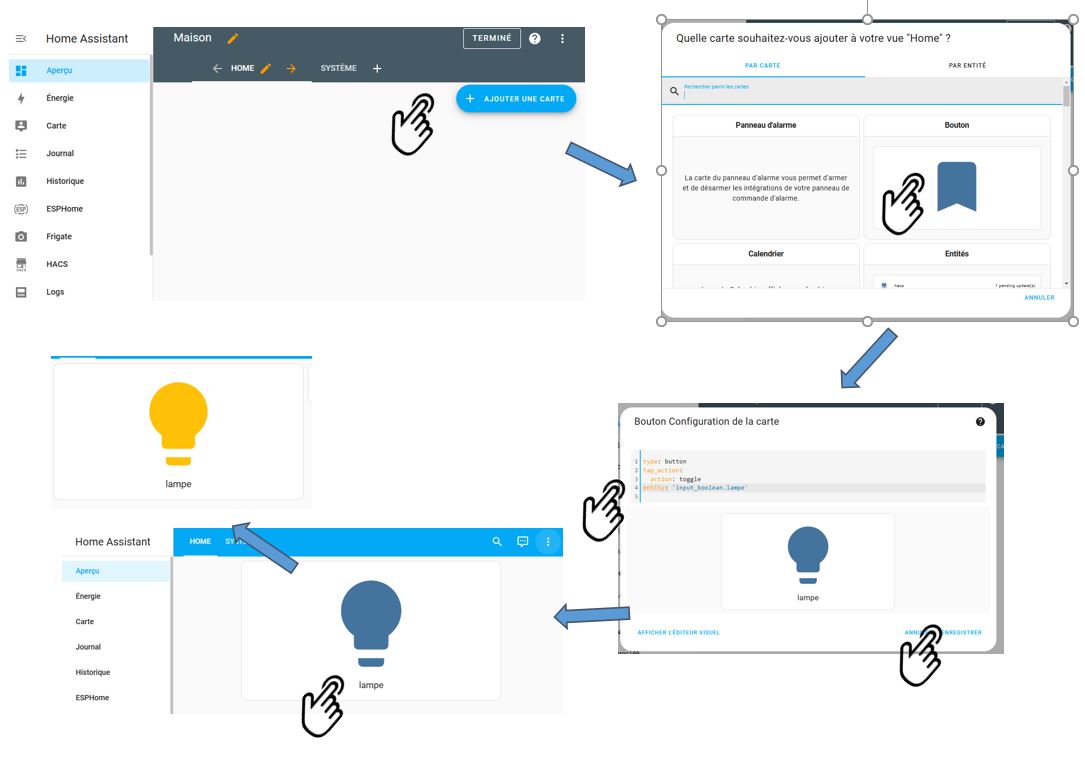 Home Assistant
Aperçu
Énergie
Carte
Journal
Historique
ESP
ESPHome
Frigate
HACS
HACS
Logs
Maison
TERMINÉ
HOME
SYSTÈME
AJOUTER UNE CARTE
Quelle carte souhaitez-vous ajouter à votre vue "Home" ?
PAR CARTE
PAR ENTITÉ
Rechercher parmi les cartes
Panneau d'alarme
La carte du panneau d'alarme vous permet d'armer
et de désarmer les intégrations de votre panneau de
commande d'alarme.
Bouton
Calendrier
Entités
hacs
1 pending update(s)
ANNULER
Bouton Configuration de la carte
1 type: button
2 tap_action:
3 action: toggle
4 entity: 'input_boolean.lampe'
5
lampe
AFFICHER L'ÉDITEUR VISUEL
ENREGISTRER
lampe
Home Assistant
Aperçu
Énergie
Carte
Journal
Historique
ESPHome
HOME
lampe